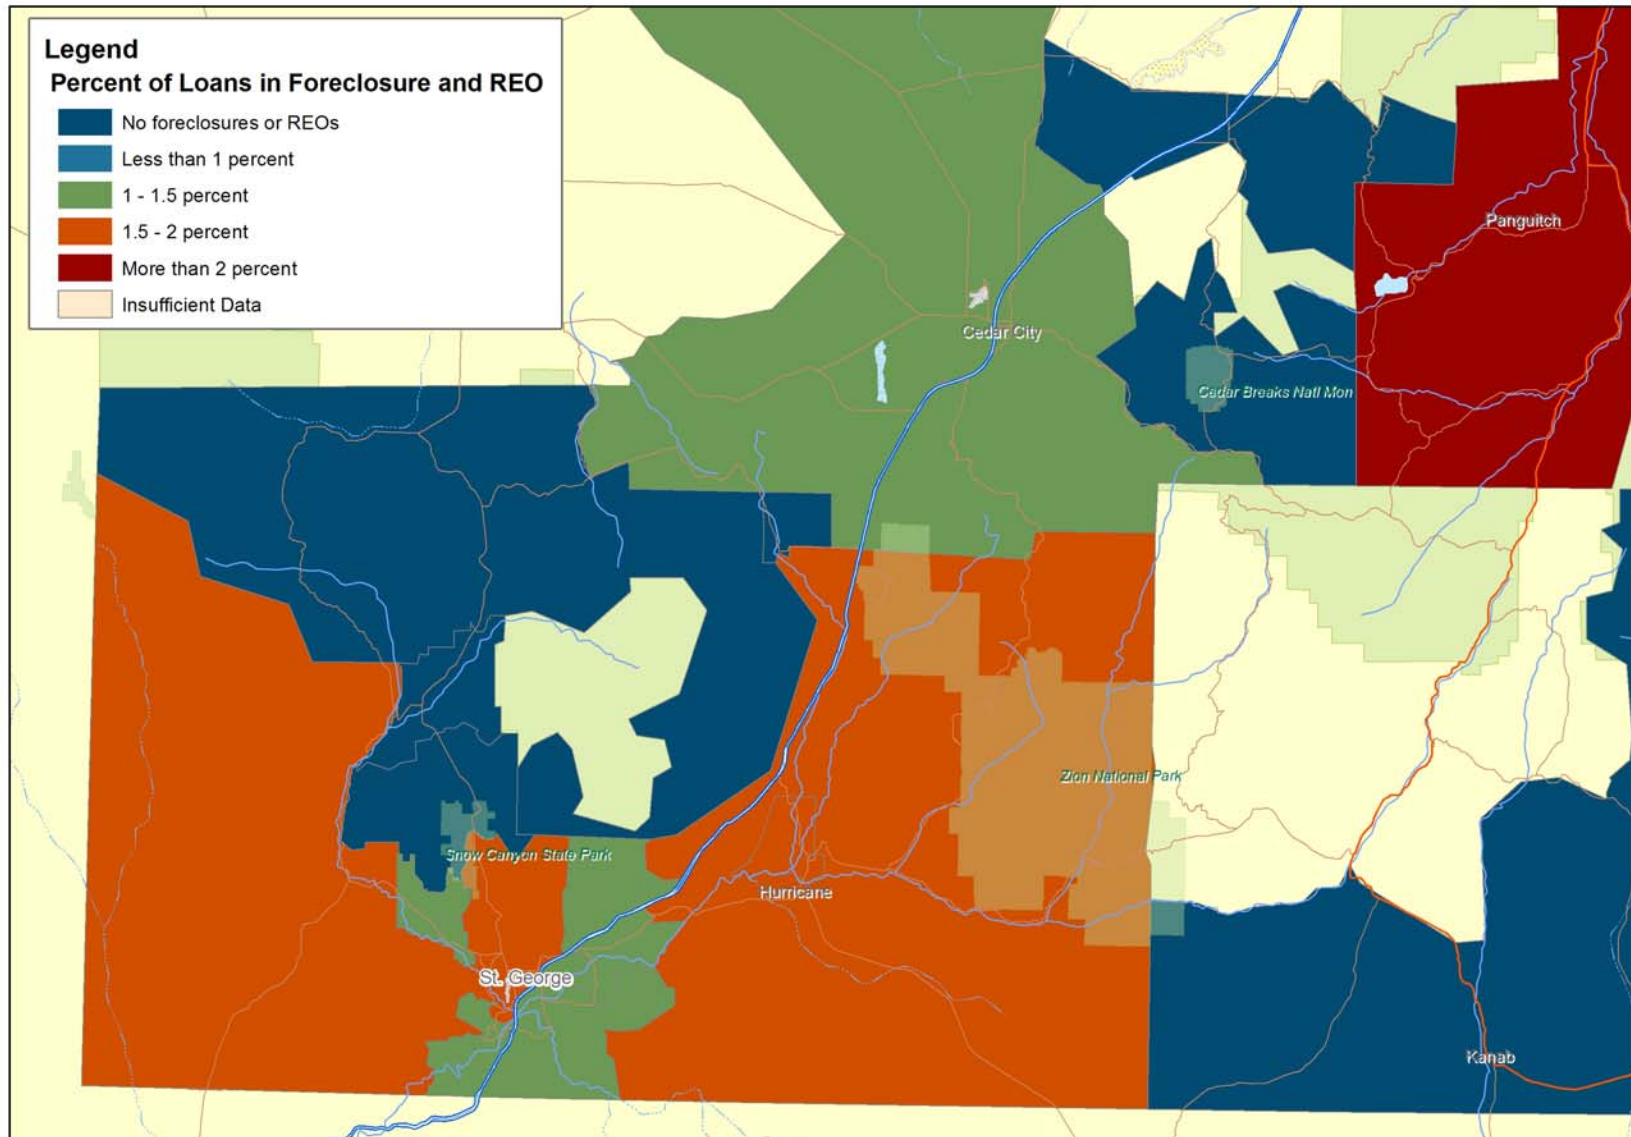 Legend
Percent of Loans in Foreclosure and REO
No foreclosures or REOs
Less than 1 percent
1 - 1.5 percent
1.5 - 2 percent
More than 2 percent
Insufficient Data
Panguitch
Cedar City
Cedar Breaks Natl Mon
Zion National Park
Snow Canyon State Park
Hurricane
St. George
Kanab